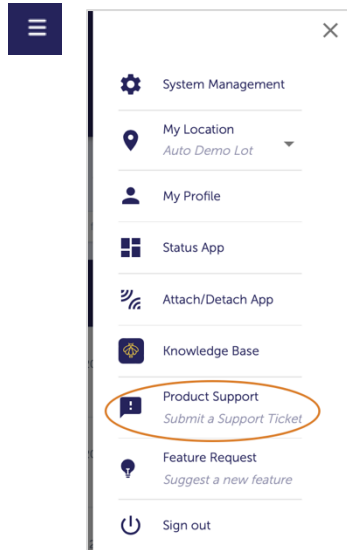 System Management
My Location
Auto Demo Lot
My Profile
Status App
Attach/Detach App
Knowledge Base
Product Support
Submit a Support Ticket
Feature Request
Suggest a new feature
Sign out